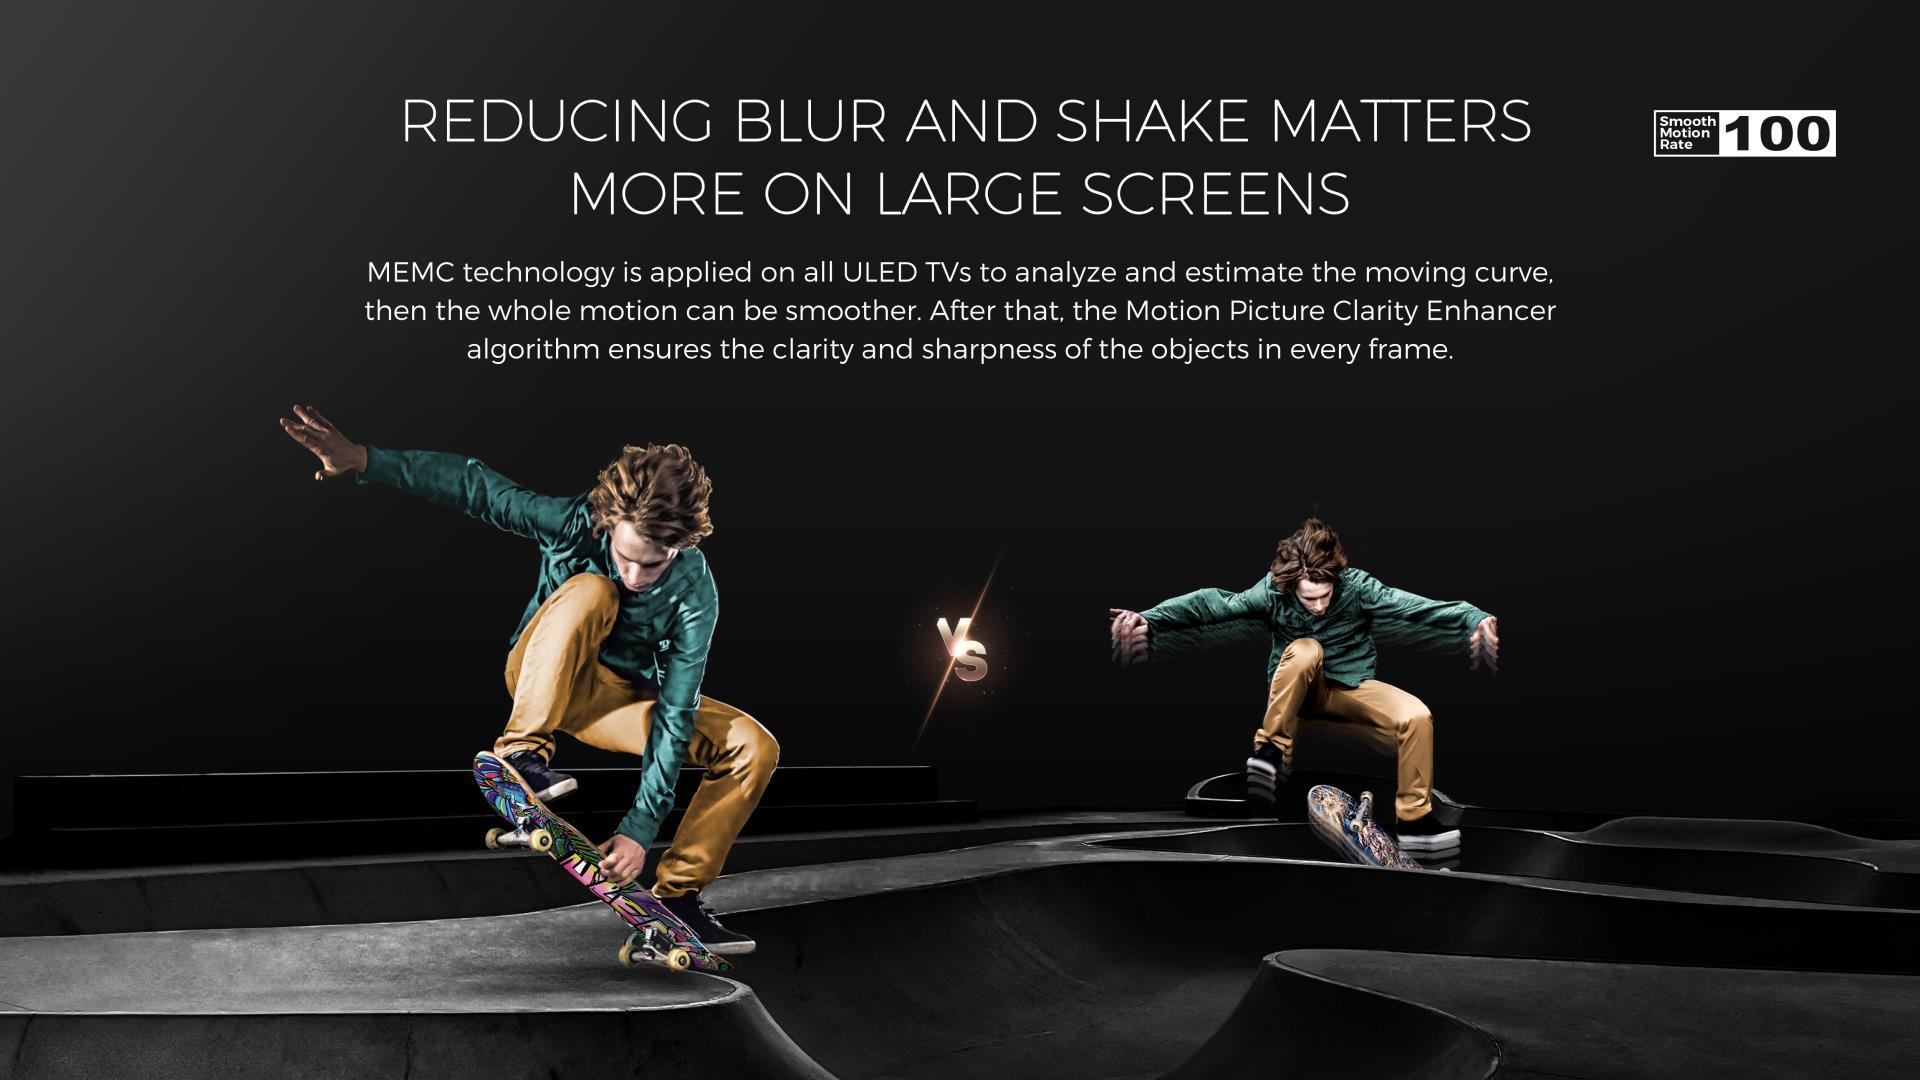 REDUCING BLUR AND SHAKE MATTERS
MORE ON LARGE SCREENS
Smooth
Motion
Rate
100
MEMC technology is applied on all ULED TVs to analyze and estimate the moving curve,
then the whole motion can be smoother. After that, the Motion Picture Clarity Enhancer
algorithm ensures the clarity and sharpness of the objects in every frame.
VS